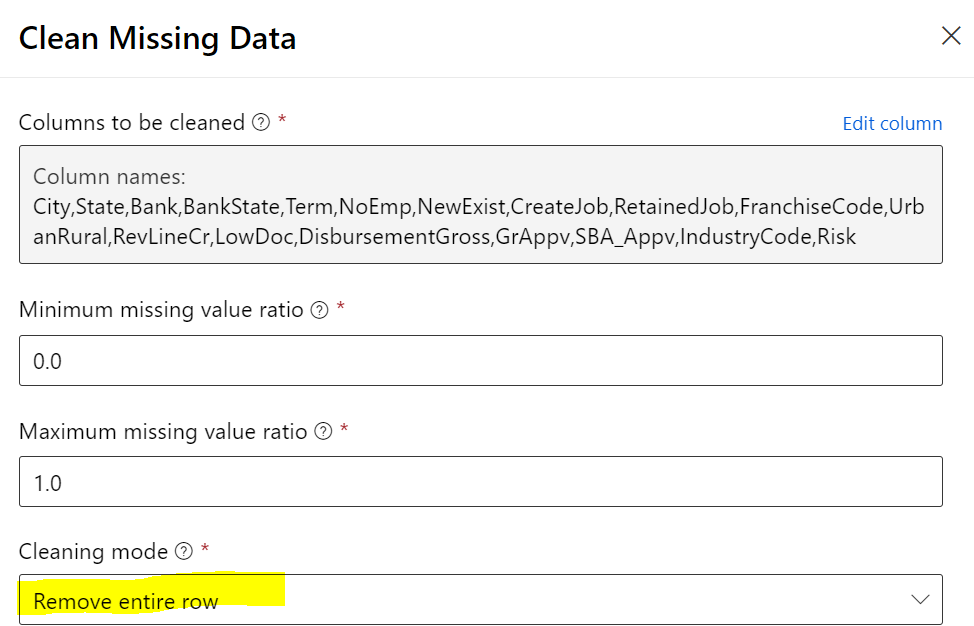 Clean Missing Data
Columns to be cleaned ? *
Edit column
Column names:
City,State,Bank,BankState,Term,NoEmp,NewExist,CreateJob,RetainedJob,FranchiseCode,Urb
anRural,RevLineCr,LowDoc,DisbursementGross,GrAppv,SBA_Appv,IndustryCode,Risk
Minimum missing value ratio ? *
0.0
Maximum missing value ratio ? *
1.0
Cleaning mode ? *
Remove entire row